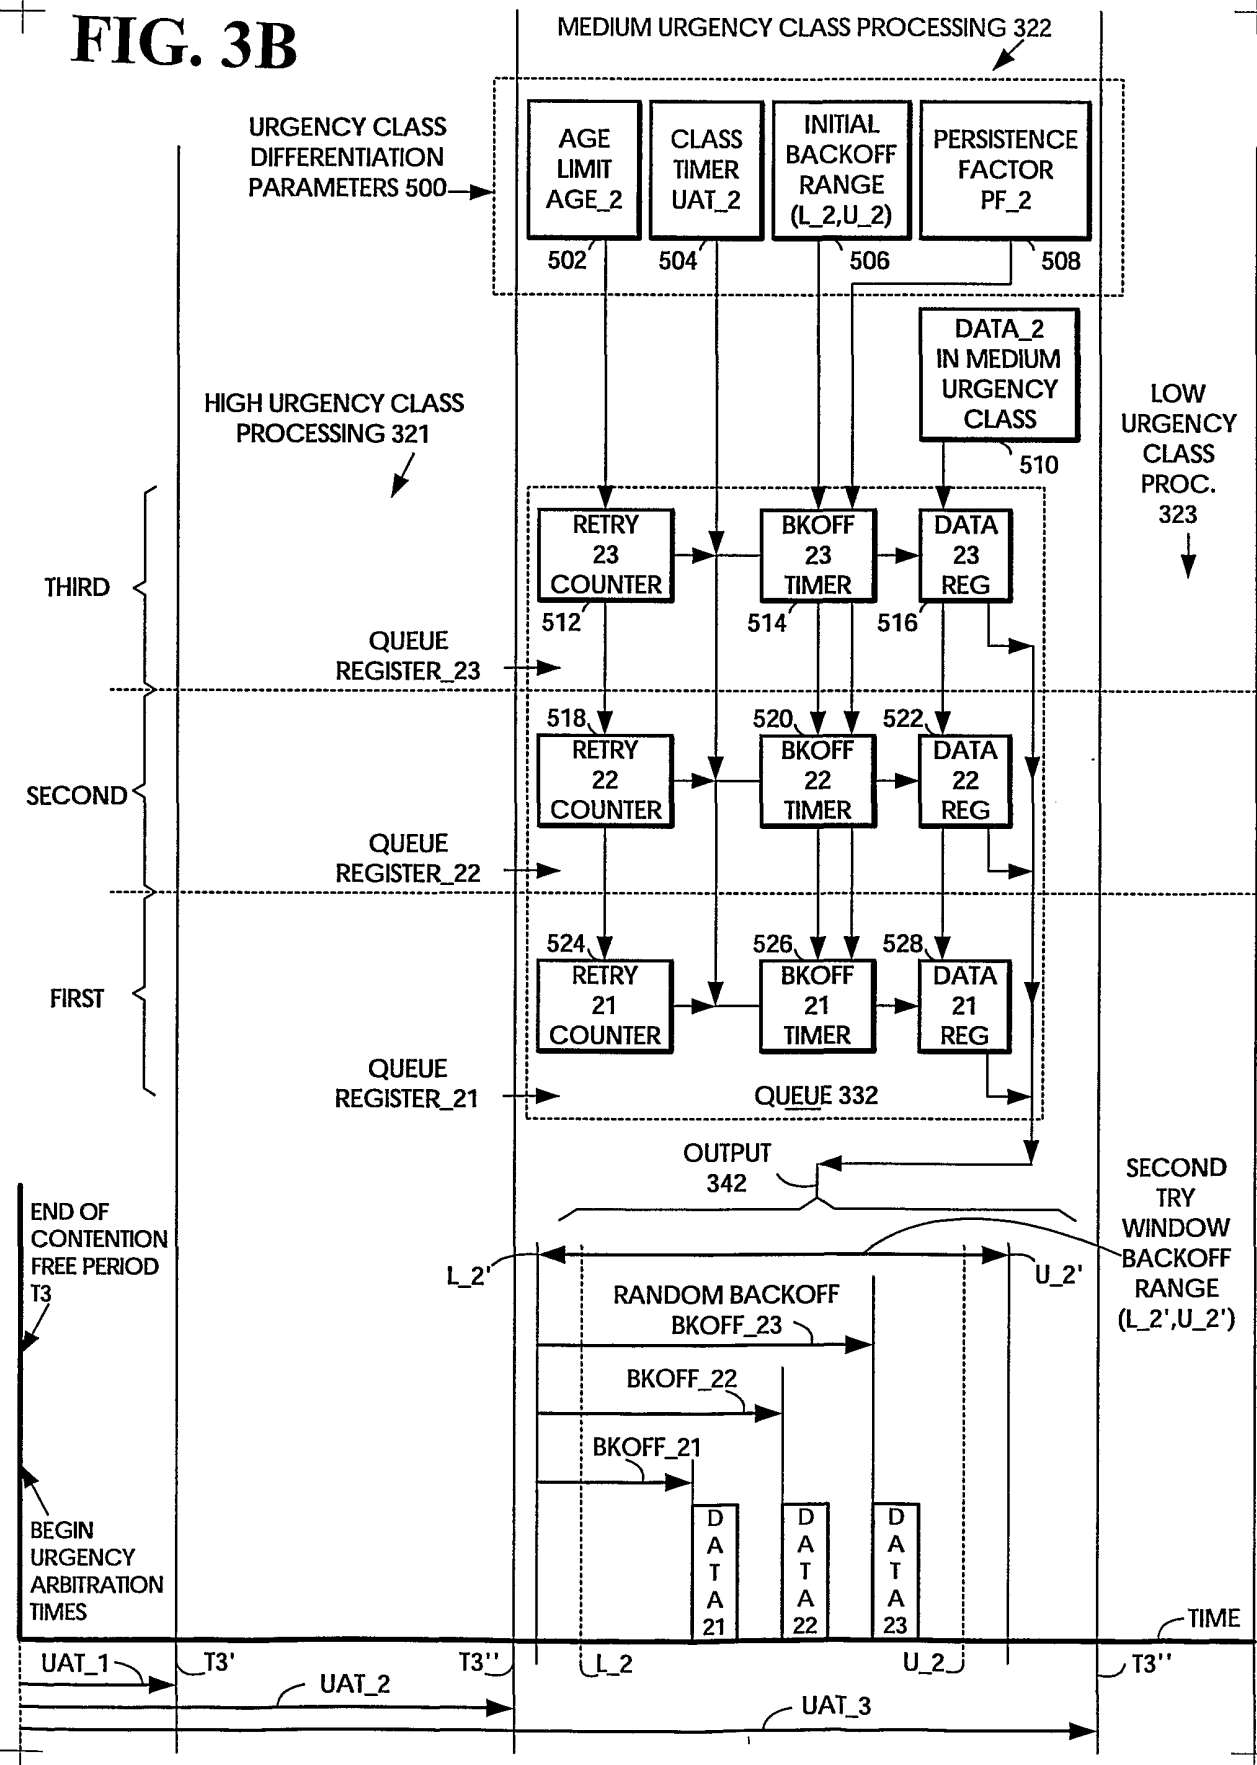 FIG. 3B
MEDIUM URGENCY CLASS PROCESSING 322
URGENCY CLASS
DIFFERENTIATION
PARAMETERS 500
AGE
LIMIT
AGE_2
502
CLASS
TIMER
UAT_2
504
INITIAL
BACKOFF
RANGE
(L_2,U_2)
506
PERSISTENCE
FACTOR
PF_2
508
DATA_2
IN MEDIUM
URGENCY
CLASS
510
HIGH URGENCY CLASS
PROCESSING 321
LOW
URGENCY
CLASS
PROC.
323
THIRD
RETRY
23
COUNTER
512
BKOFF
23
TIMER
514
DATA
23
REG
516
QUEUE
REGISTER_23
SECOND
518
RETRY
22
COUNTER
520
BKOFF
22
TIMER
522
DATA
22
REG
QUEUE
REGISTER_22
FIRST
524
RETRY
21
COUNTER
526
BKOFF
21
TIMER
528
DATA
21
REG
QUEUE
REGISTER_21
QUEUE 332
OUTPUT
342
SECOND
TRY
WINDOW
BACKOFF
RANGE
(L_2',U_2')
END OF
CONTENTION
FREE PERIOD
T3
L_2'
U_2'
RANDOM BACKOFF
BKOFF_23
BKOFF_22
BKOFF_21
BEGIN
URGENCY
ARBITRATION
TIMES
DATA
21
DATA
22
DATA
23
TIME
UAT_1
T3'
T3''
L_2
U_2
T3''
UAT_2
UAT_3